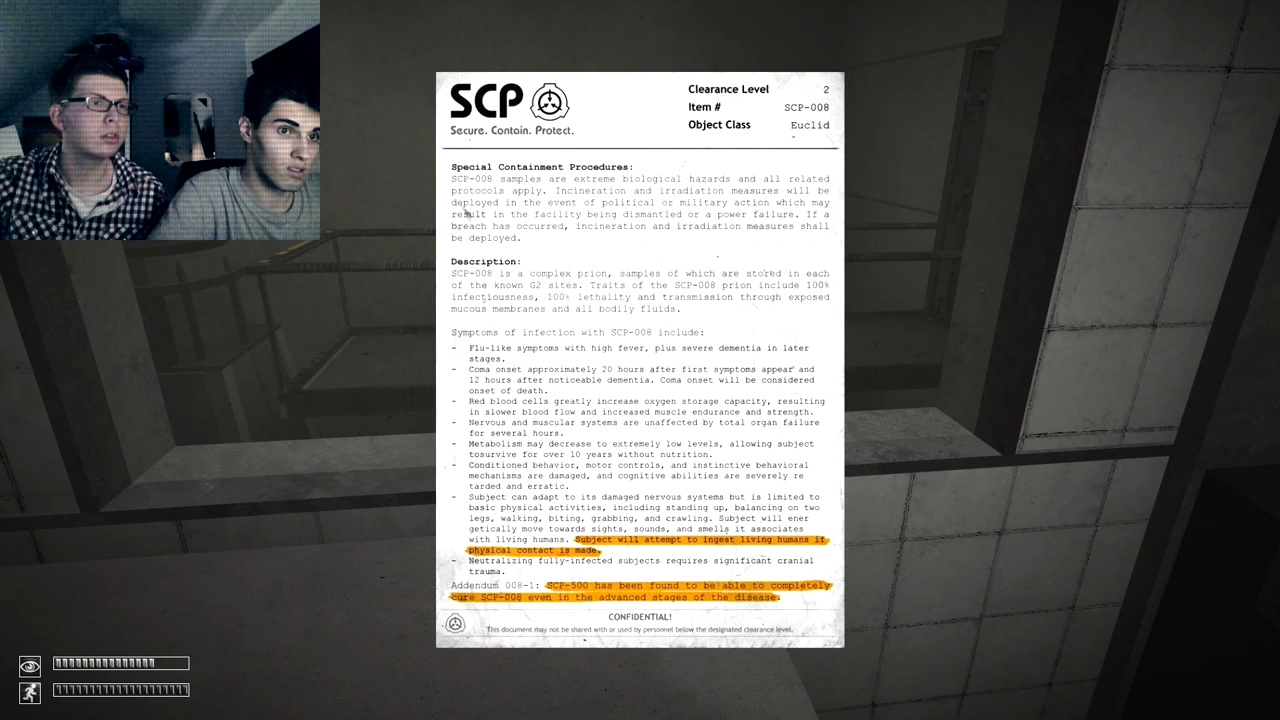 SCP
Secure. Contain. Protect.
Clearance Level 2
Item # SCP-008
Object Class Euclid
-
Special Containment Procedures:
SCP-008 samples are extreme biological hazards and all related
protocols apply. Incineration and irradiation measures will be
deployed in the event of political or military action which may
result in the facility being dismantled or a power failure. If a
breach has occurred, incineration and irradiation measures shall
be deployed.
Description:
SCP-008 is a complex prion, samples of which are stored in each
of the known G2 sites. Traits of the SCP-008 prion include 100%
infectiousness, 100% lethality and transmission through exposed
mucous membranes and all bodily fluids.
Symptoms of infection with SCP-008 include:
- Flu-like symptoms with high fever, plus severe dementia in later
stages.
- Coma onset approximately 20 hours after first symptoms appear and
12 hours after noticeable dementia. Coma onset will be considered
onset of death.
- Red blood cells greatly increase oxygen storage capacity, resulting
in slower blood flow and increased muscle endurance and strength.
- Nervous and muscular systems are unaffected by total organ failure
for several hours.
- Metabolism may decrease to extremely low levels, allowing subject
tosurvive for over 10 years without nutrition.
- Conditioned behavior, motor controls, and instinctive behavioral
mechanisms are damaged, and cognitive abilities are severely re
tarded and erratic.
- Subject can adapt to its damaged nervous systems but is limited to
basic physical activities, including standing up, balancing on two
legs, walking, biting, grabbing, and crawling. Subject will ener
getically move towards sights, sounds, and smells it associates
with living humans. Subject will attempt to ingest living humans if
physical contact is made.
- Neutralizing fully-infected subjects requires significant cranial
trauma.
Addendum 008-1: SCP-500 has been found to be able to completely
cure SCP-008 even in the advanced stages of the disease.
CONFIDENTIAL!
This document may not be shared with or used by personnel below the designated clearance level.